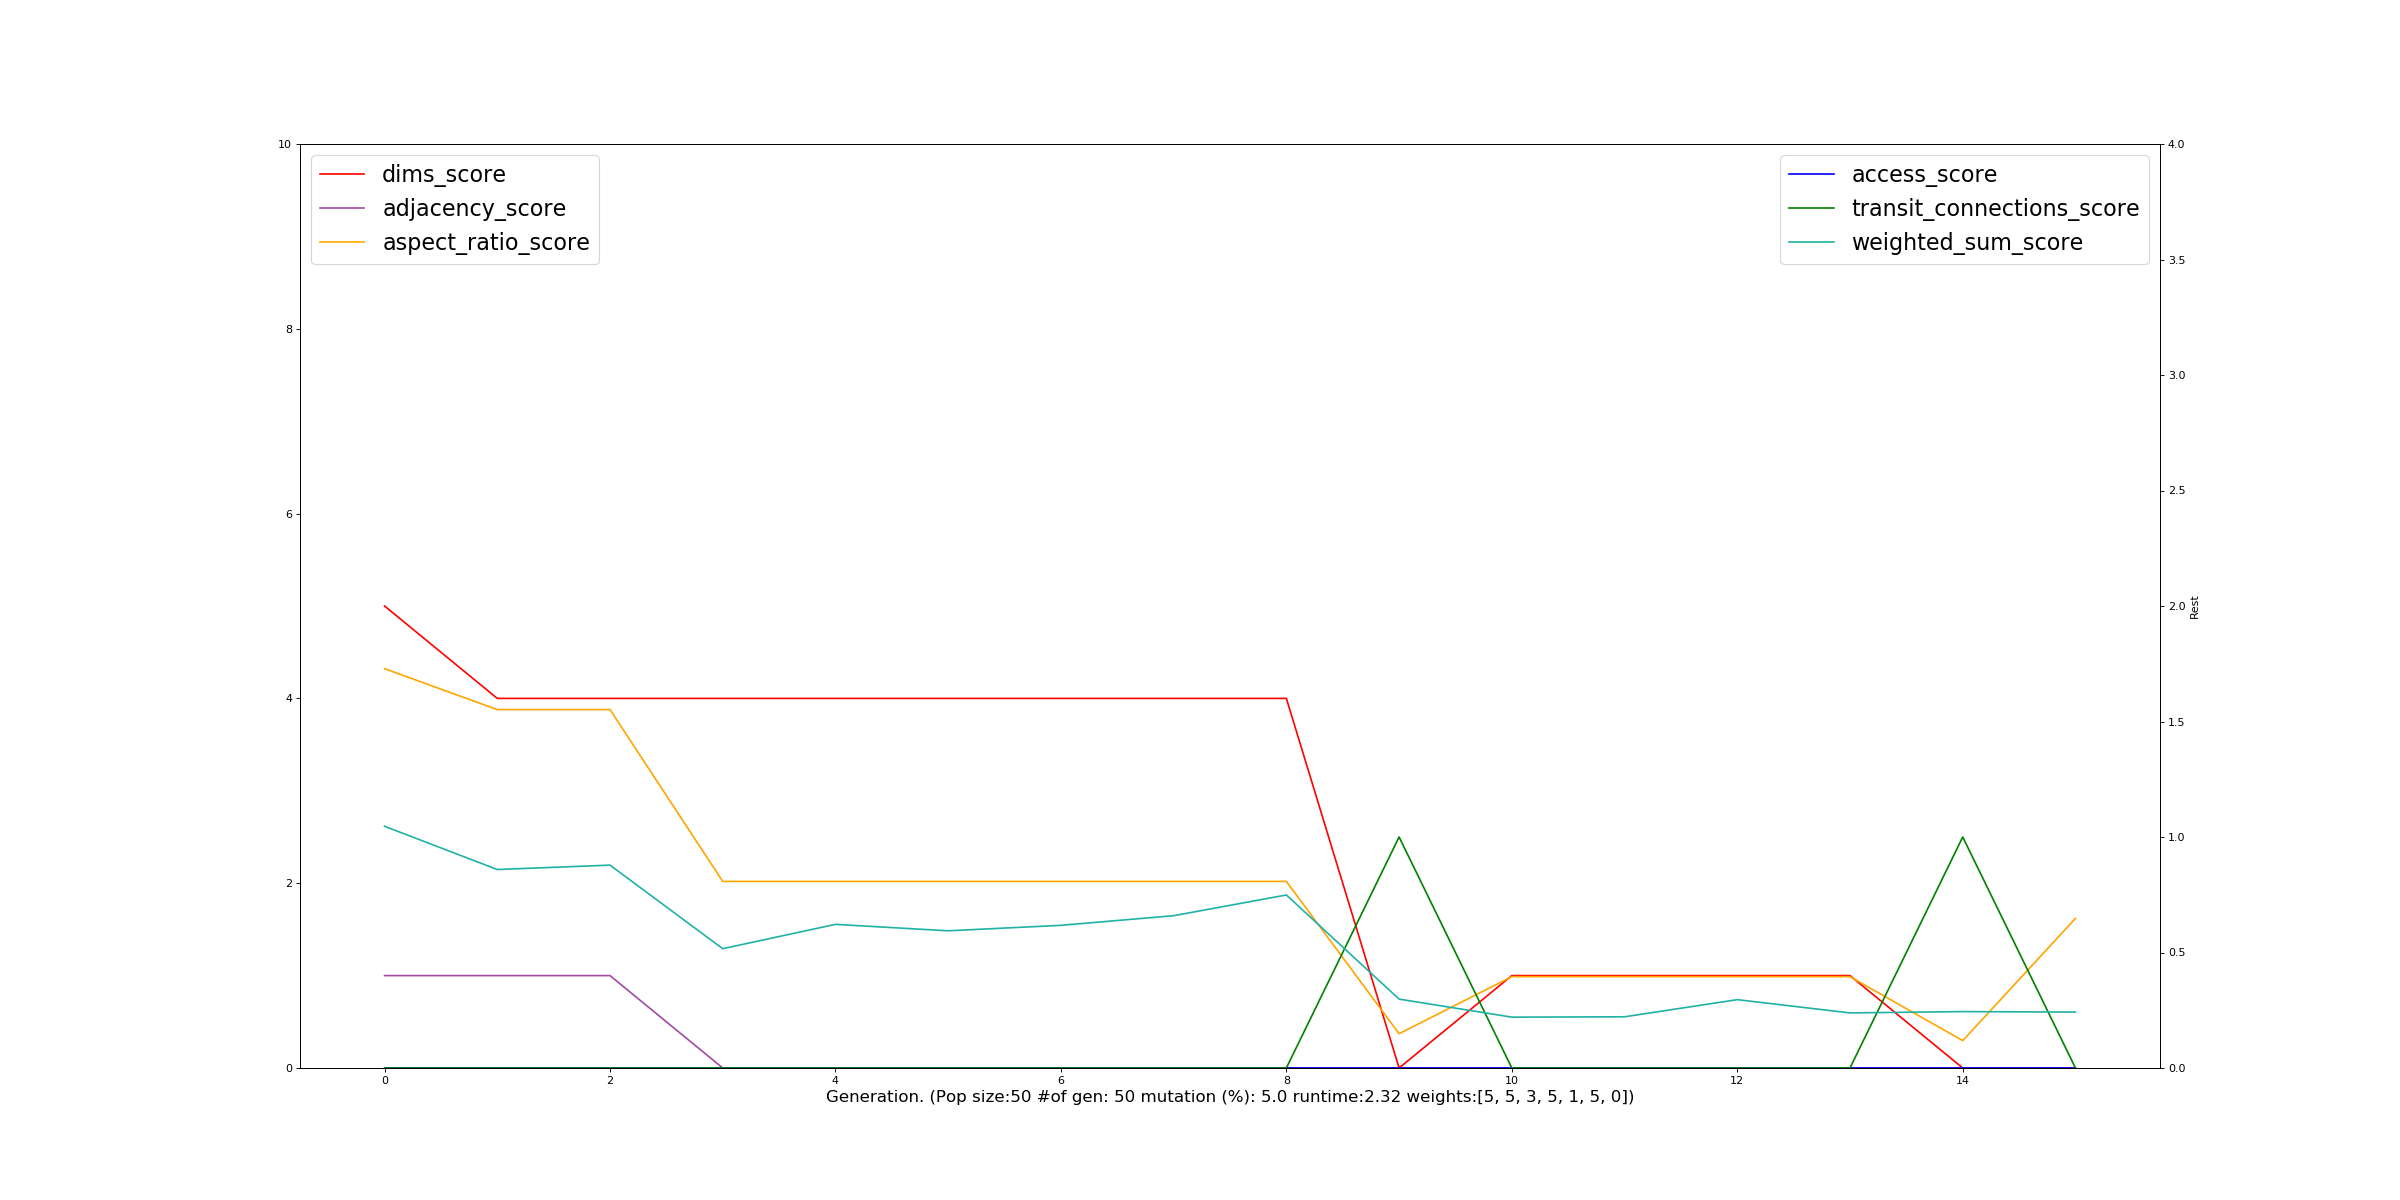 10
8
6
4
2
0
dims_score
adjacency_score
aspect_ratio_score
access_score
transit_connections_score
weighted_sum_score
4.0
3.5
3.0
2.5
2.0
1.5
1.0
0.5
0.0
Rest
0 2 4 6 8 10 12 14
Generation. (Pop size:50 #of gen: 50 mutation (%): 5.0 runtime:2.32 weights:[5, 5, 3, 5, 1, 5, 0])